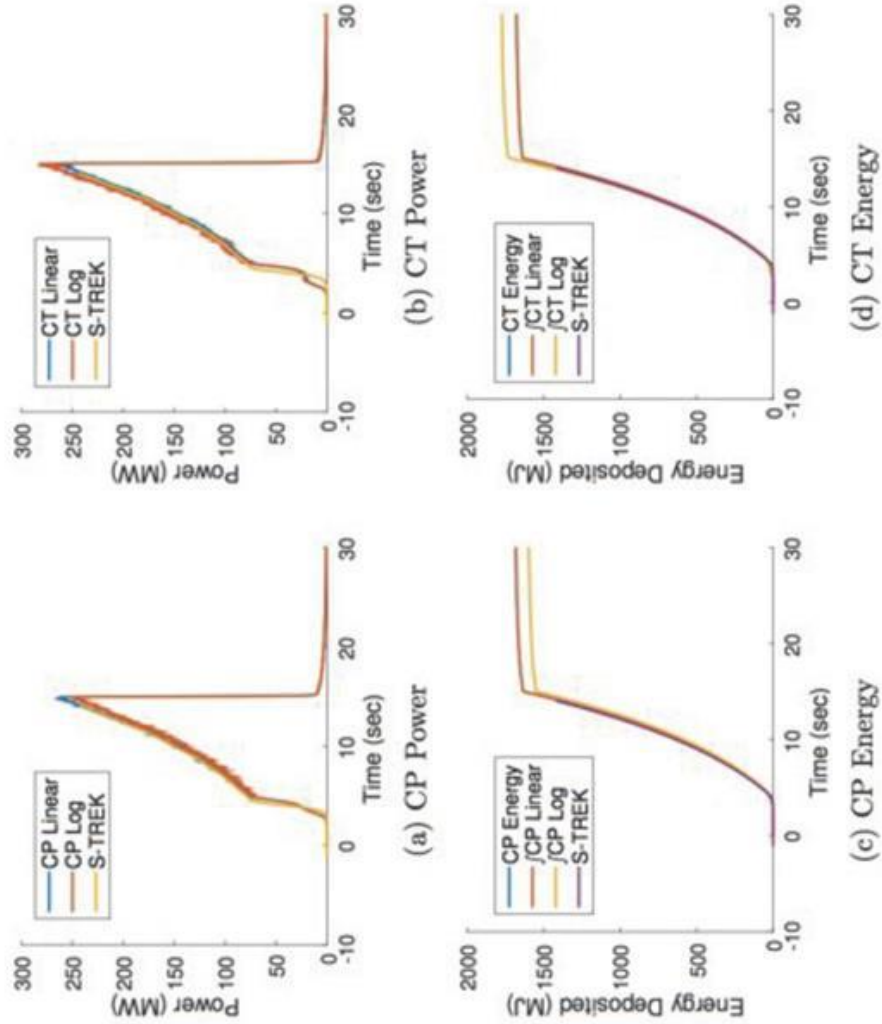 300
250
200
150
100
50
0
Power (MW)
CP Linear
CP Log
S-TREK
-10
0
10
20
30
Time (sec)
(a) CP Power
300
250
200
150
100
50
0
Power (MW)
CT Linear
CT Log
S-TREK
-10
0
10
20
30
Time (sec)
(b) CT Power
2000
1500
1000
500
0
Energy Deposited (MJ)
CP Energy
∫CP Linear
∫CP Log
S-TREK
-10
0
10
20
30
Time (sec)
(c) CP Energy
2000
1500
1000
500
0
Energy Deposited (MJ)
CT Energy
∫CT Linear
∫CT Log
S-TREK
-10
0
10
20
30
Time (sec)
(d) CT Energy